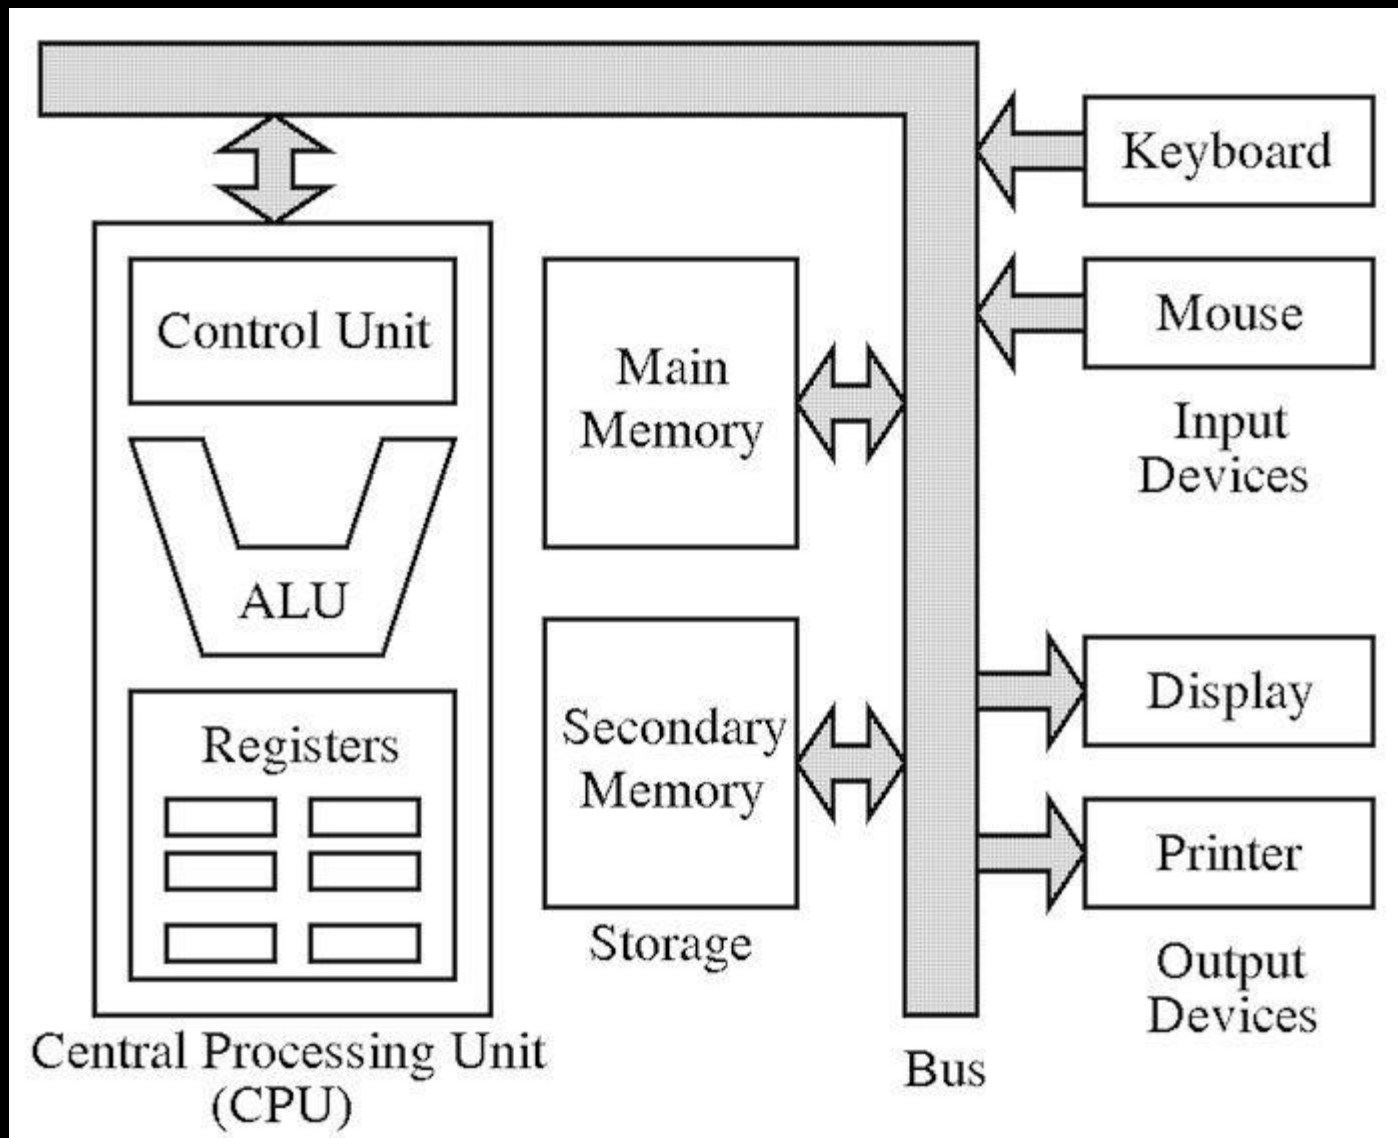 Control Unit
ALU
Registers
Central Processing Unit
(CPU)
Main
Memory
Secondary
Memory
Storage
Bus
Keyboard
Mouse
Input
Devices
Display
Printer
Output
Devices